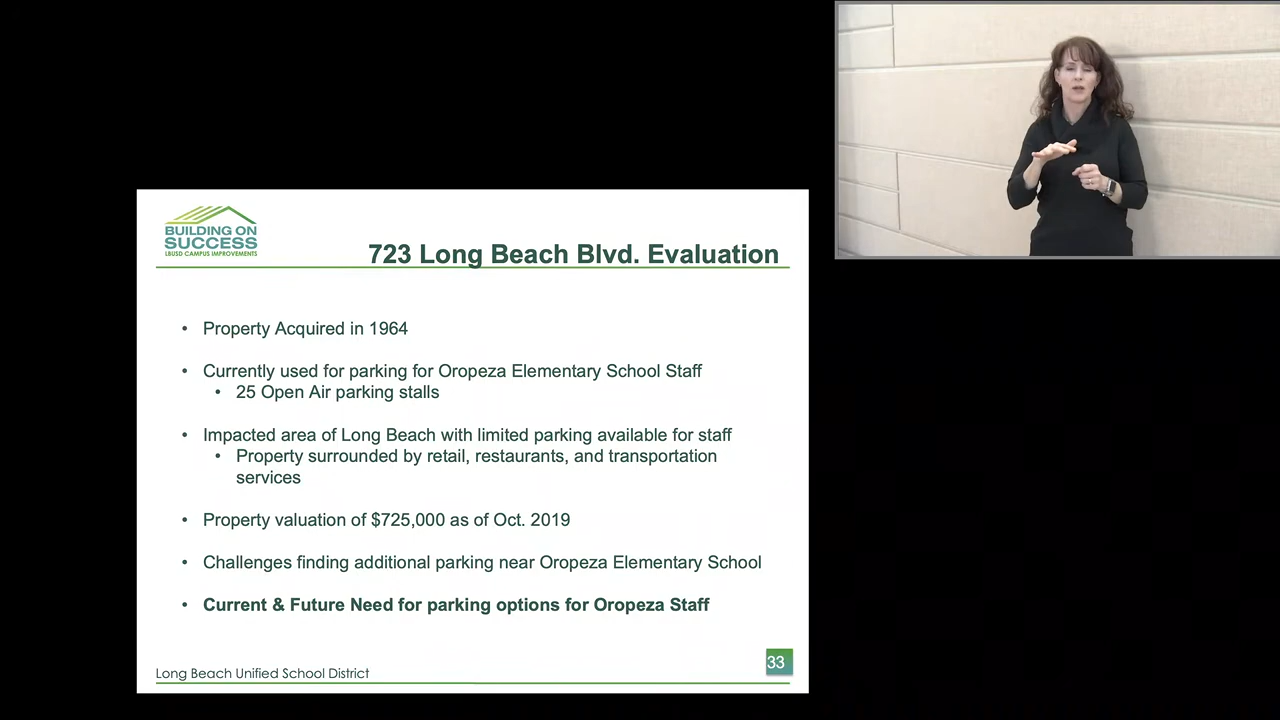 BUILDING ON
SUCCESS
LBUSD CAMPUS IMPROVEMENTS
723 Long Beach Blvd. Evaluation
• Property Acquired in 1964
• Currently used for parking for Oropeza Elementary School Staff
• 25 Open Air parking stalls
• Impacted area of Long Beach with limited parking available for staff
• Property surrounded by retail, restaurants, and transportation
services
• Property valuation of $725,000 as of Oct. 2019
• Challenges finding additional parking near Oropeza Elementary School
• Current & Future Need for parking options for Oropeza Staff
Long Beach Unified School District
33